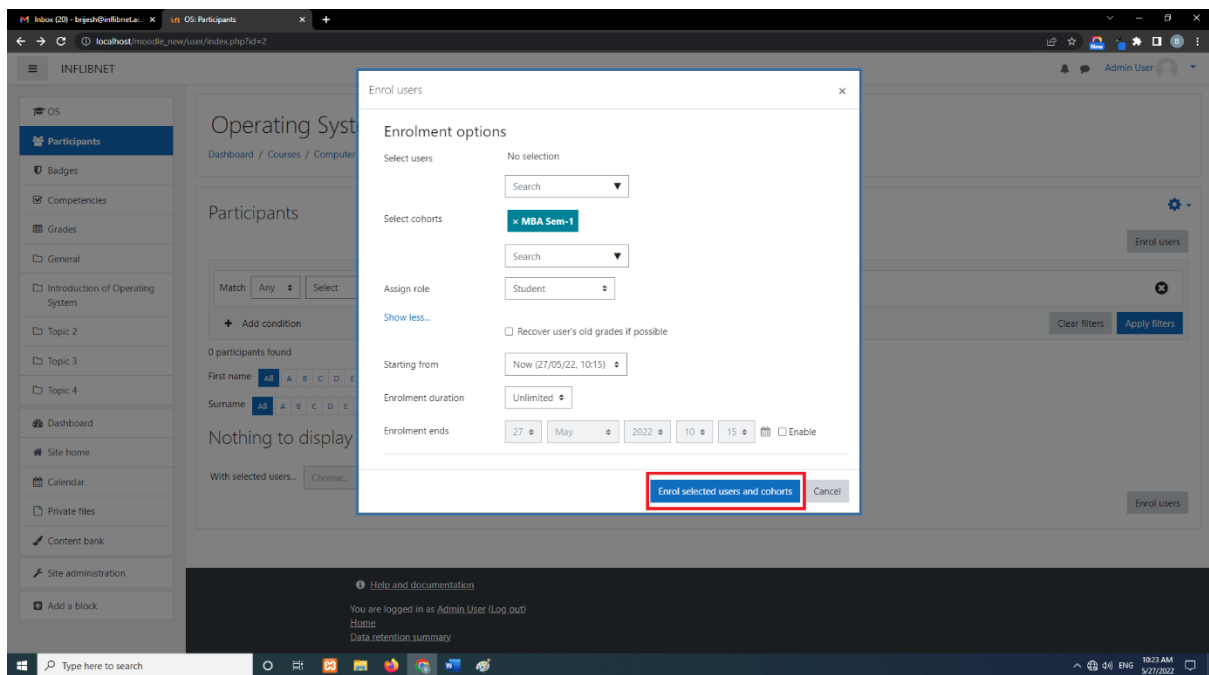 Inbox (20) - brijesh@inflibnet.ac.i
OS: Participants
localhost/moodle_new/user/index.php?id=2
New
B
INFLIBNET
Admin User
OS
Participants
Badges
Competencies
Grades
General
Introduction of Operating
System
Topic 2
Topic 3
Topic 4
Dashboard
Site home
Calendar
Private files
Content bank
Site administration
Add a block
Operating Syst
Dashboard / Courses / Computer
Participants
Enrol users
Match Any Select
+ Add condition
Clear filters Apply filters
0 participants found
First name All A B C D E
Surname All A B C D E
Nothing to display
With selected users... Choose...
Enrol users
Enrol users ×
Enrolment options
Select users No selection
Search ▼
Select cohorts × MBA Sem-1
Search ▼
Assign role Student
Show less...
Recover user's old grades if possible
Starting from Now (27/05/22, 10:15)
Enrolment duration Unlimited
Enrolment ends 27 May 2022 10 15 Enable
Enrol selected users and cohorts Cancel
Help and documentation
You are logged in as Admin User (Log out)
Home
Data retention summary
Type here to search
ENG
10:23 AM
5/27/2022